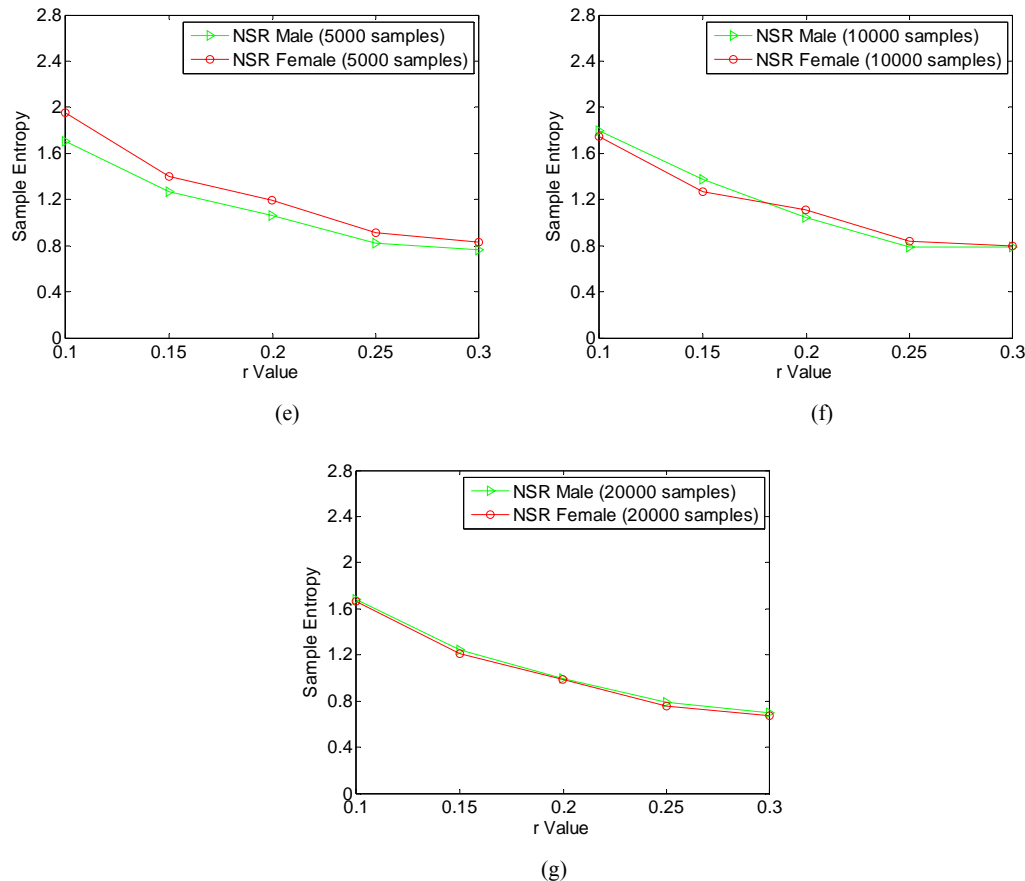 NSR Male (5000 samples)
NSR Female (5000 samples)
2.8
2.4
2
1.6
1.2
0.8
0.4
0
Sample Entropy
0.1 0.15 0.2 0.25 0.3
r Value
(e)
NSR Male (10000 samples)
NSR Female (10000 samples)
2.8
2.4
2
1.6
1.2
0.8
0.4
0
Sample Entropy
0.1 0.15 0.2 0.25 0.3
r Value
(f)
NSR Male (20000 samples)
NSR Female (20000 samples)
2.8
2.4
2
1.6
1.2
0.8
0.4
0
Sample Entropy
0.1 0.15 0.2 0.25 0.3
r Value
(g)